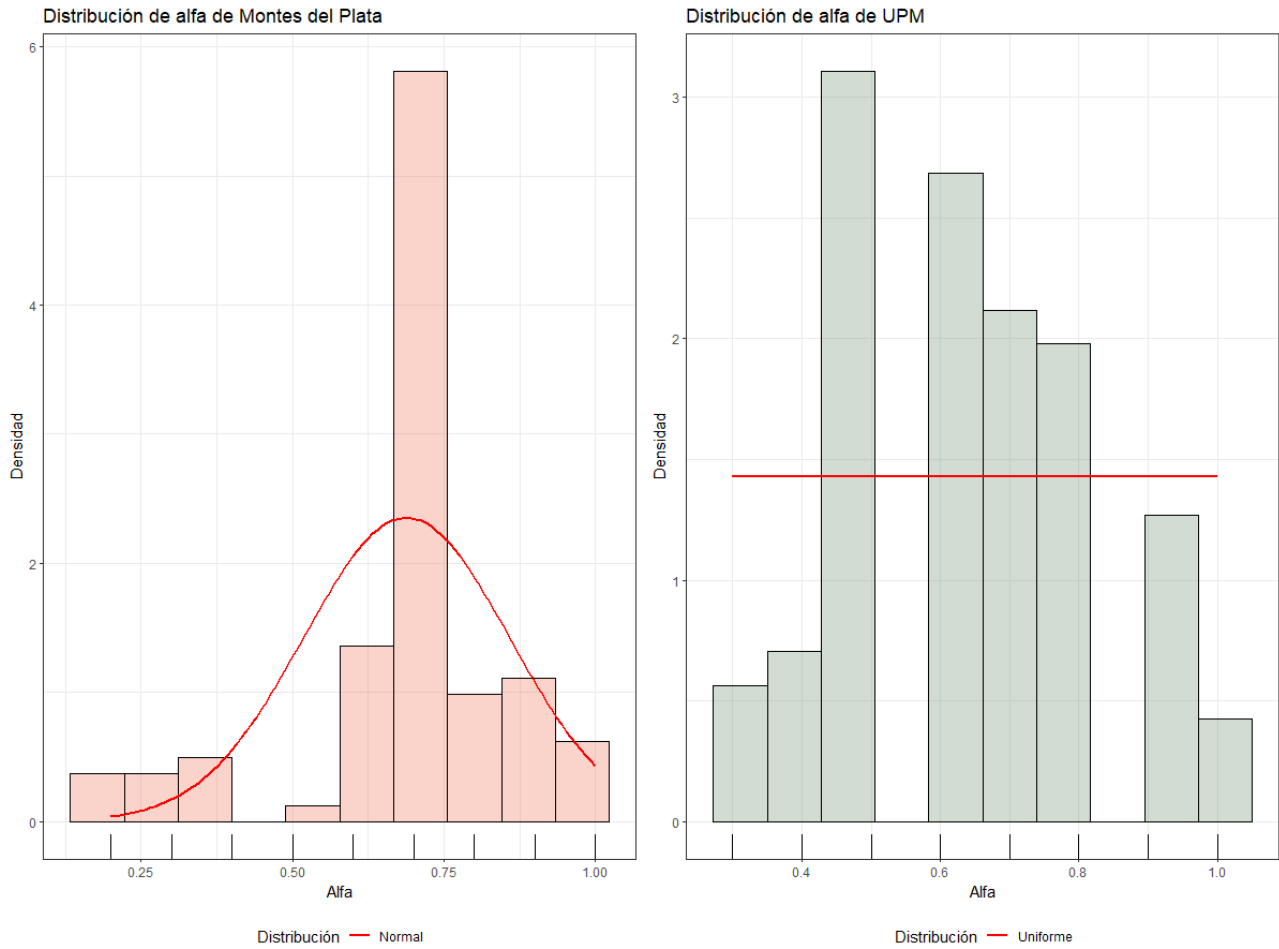 Distribución de alfa de Montes del Plata
6
4
2
0
Densidad
0.25 0.50 0.75 1.00
Alfa
Distribución Normal
Distribución de alfa de UPM
3
2
1
0
Densidad
0.4 0.6 0.8 1.0
Alfa
Distribución Uniforme